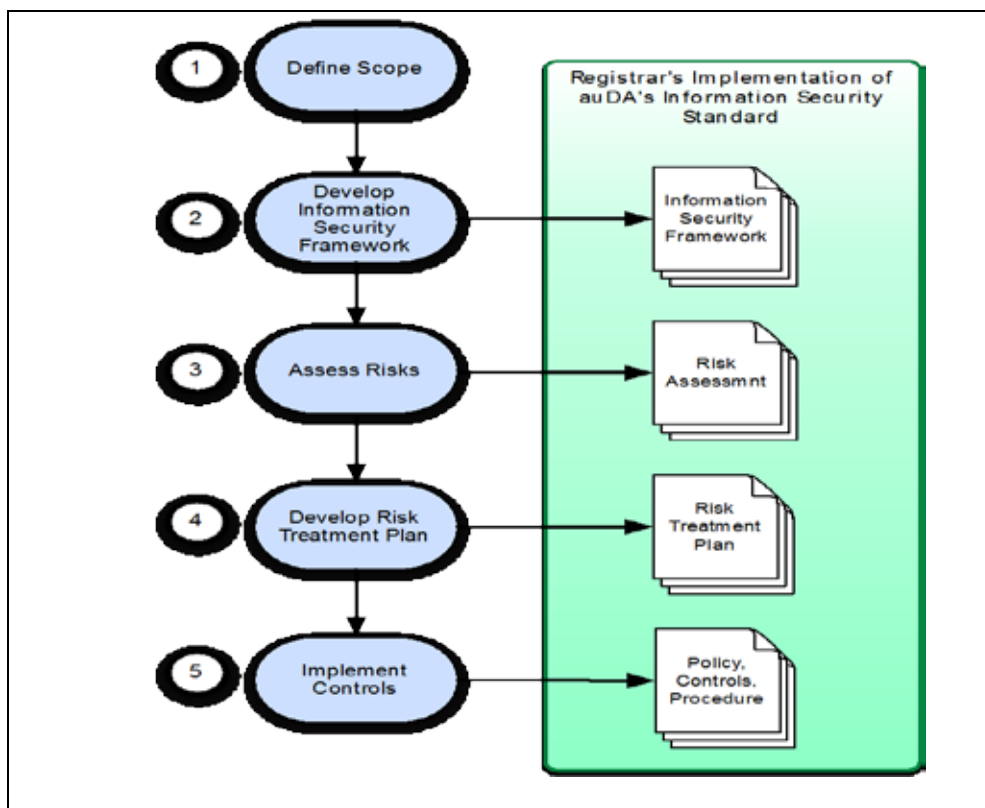 1
Define Scope
Registrar's Implementation of
auDA's Information Security
Standard
2
Develop
Information
Security
Framework
Information
Security
Framework
3
Assess Risks
Risk
Assessmnt
4
Develop Risk
Treatment Plan
Risk
Treatment
Plan
5
Implement
Controls
Policy,
Controls,
Procedure